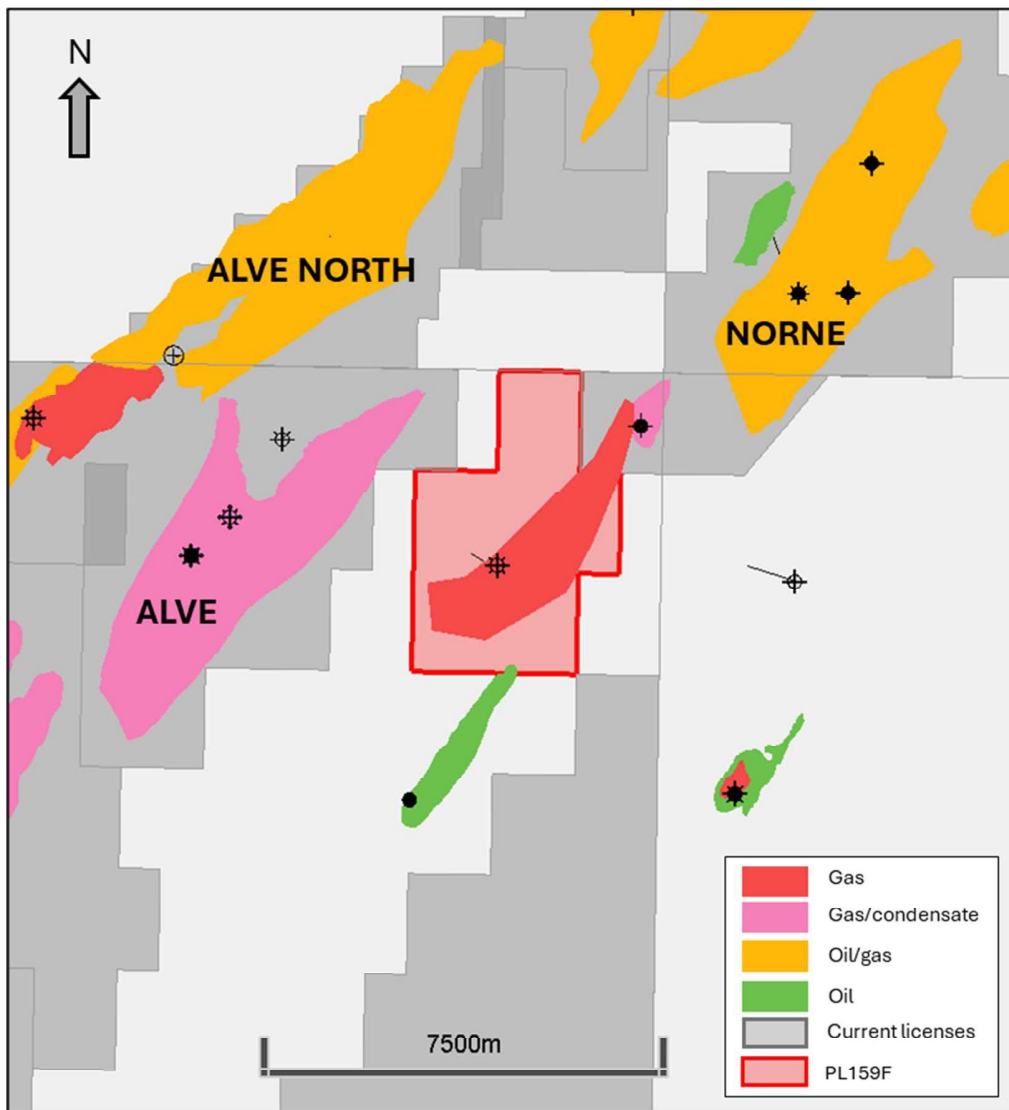 N
ALVE NORTH
NORNE
ALVE
7500m
Gas
Gas/condensate
Oil/gas
Oil
Current licenses
PL159F